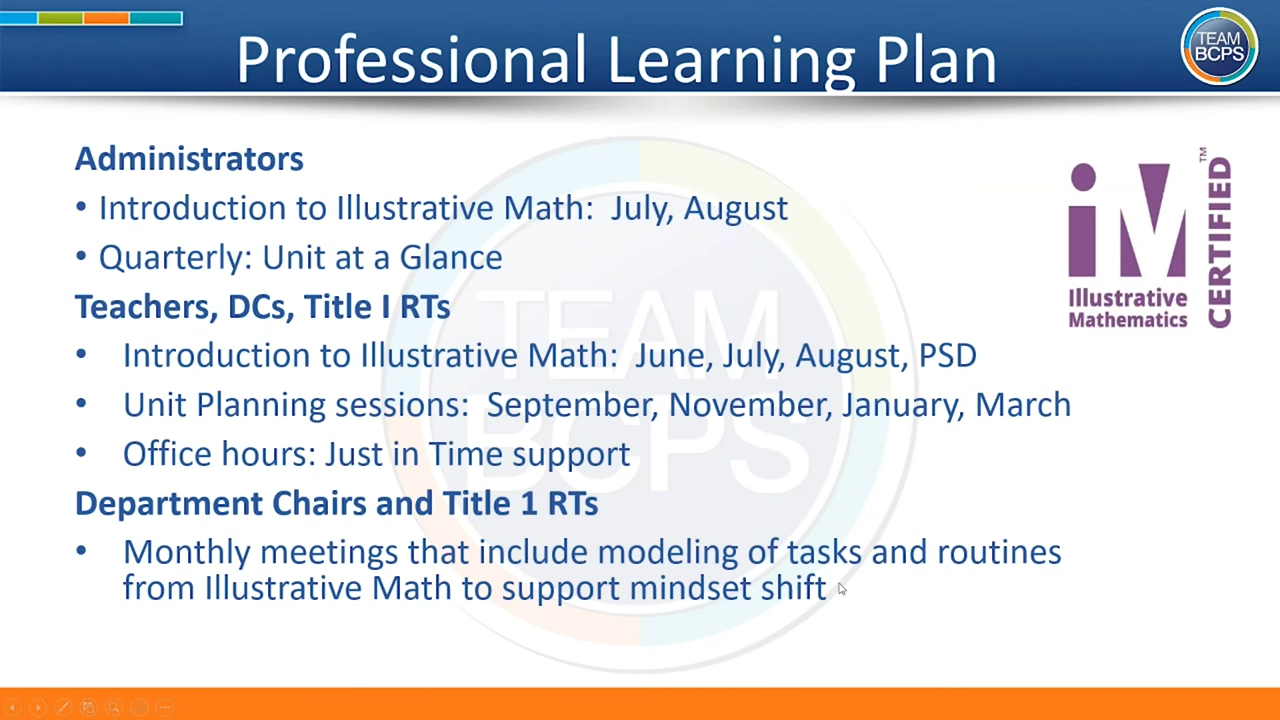 Professional Learning Plan
TEAM
BCPS
Administrators
• Introduction to Illustrative Math:  July, August
• Quarterly: Unit at a Glance
Teachers, DCs, Title I RTs
• Introduction to Illustrative Math:  June, July, August, PSD
• Unit Planning sessions:  September, November, January, March
• Office hours: Just in Time support
Department Chairs and Title 1 RTs
• Monthly meetings that include modeling of tasks and routines
from Illustrative Math to support mindset shift
iM
Illustrative
Mathematics
CERTIFIED™
TEAM
BCPS